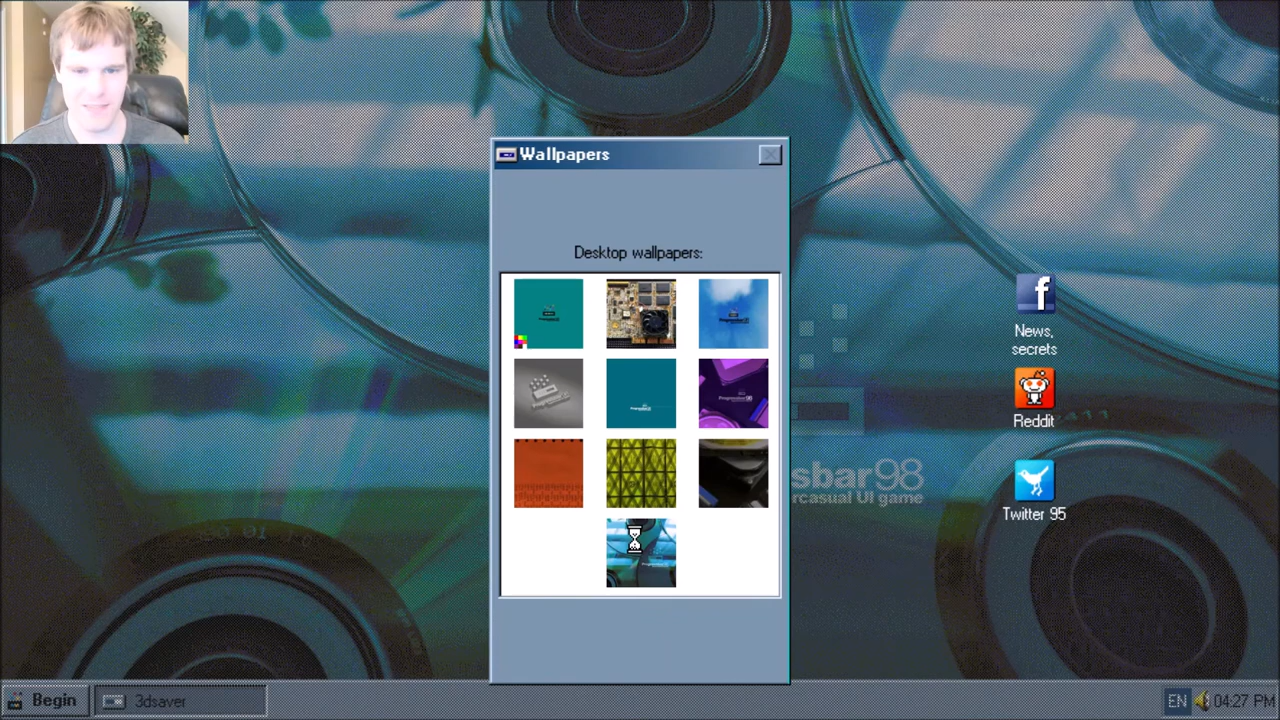 Wallpapers
Desktop wallpapers:
News,
secrets
Reddit
Twitter 95
sbar98
rcasual UI game
Begin
3dsaver
EN
04:27 PM